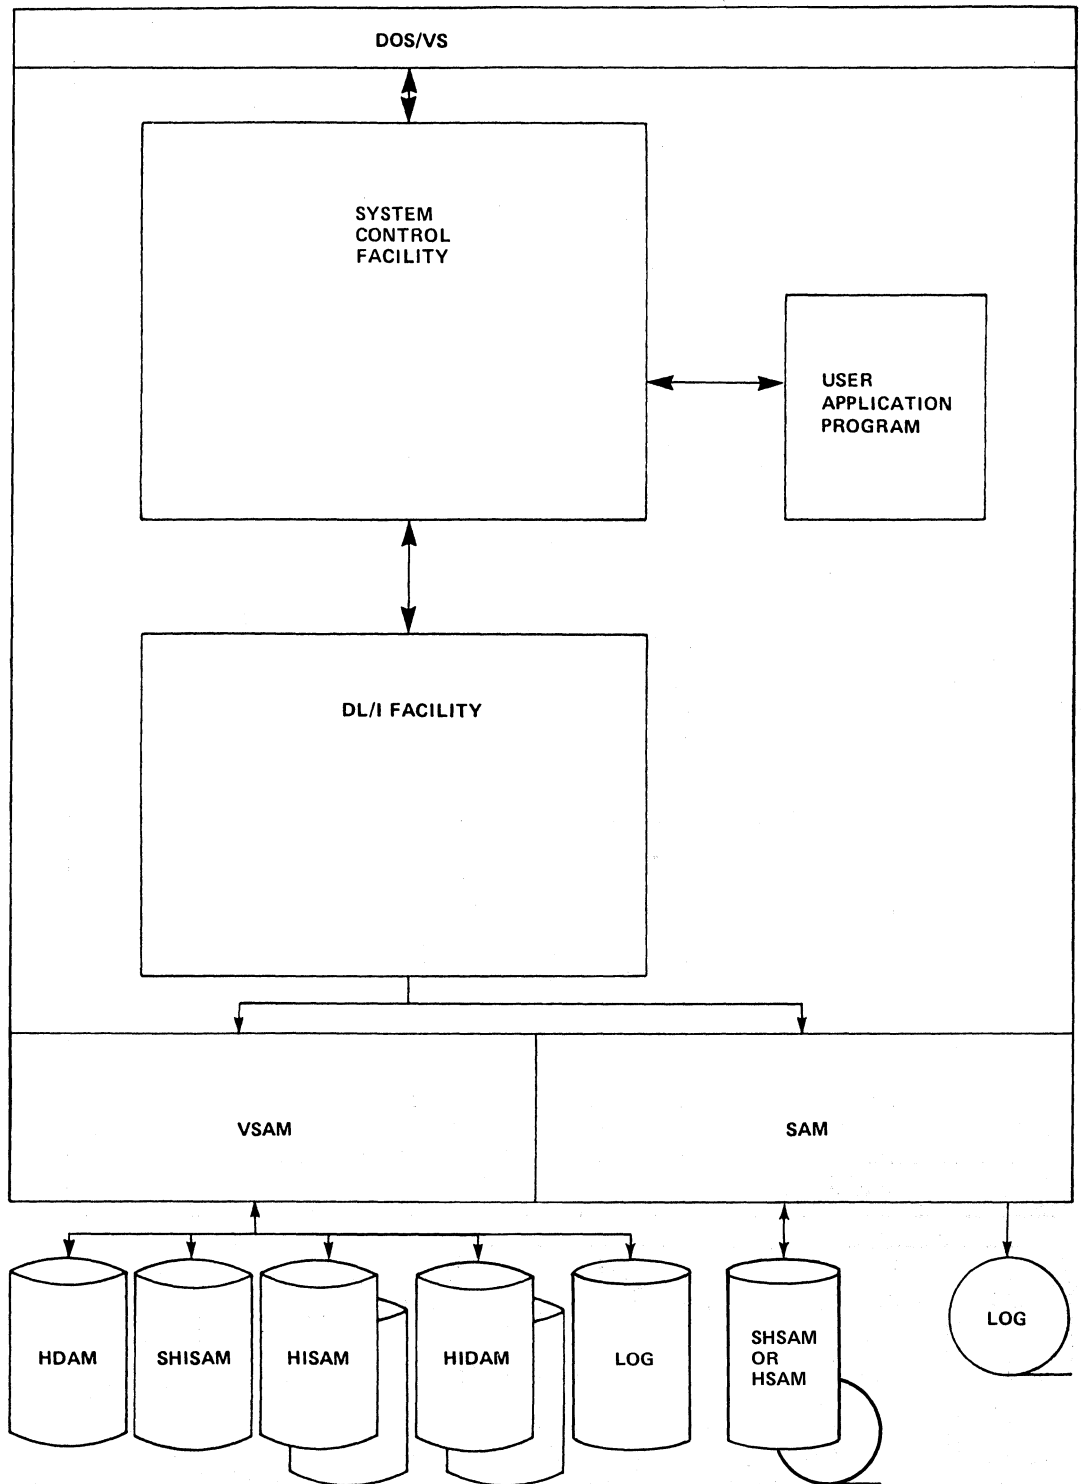 DOS/VS
SYSTEM
CONTROL
FACILITY
USER
APPLICATION
PROGRAM
DL/I FACILITY
VSAM
SAM
HDAM
SHISAM
HISAM
HIDAM
LOG
SHSAM
OR
HSAM
LOG